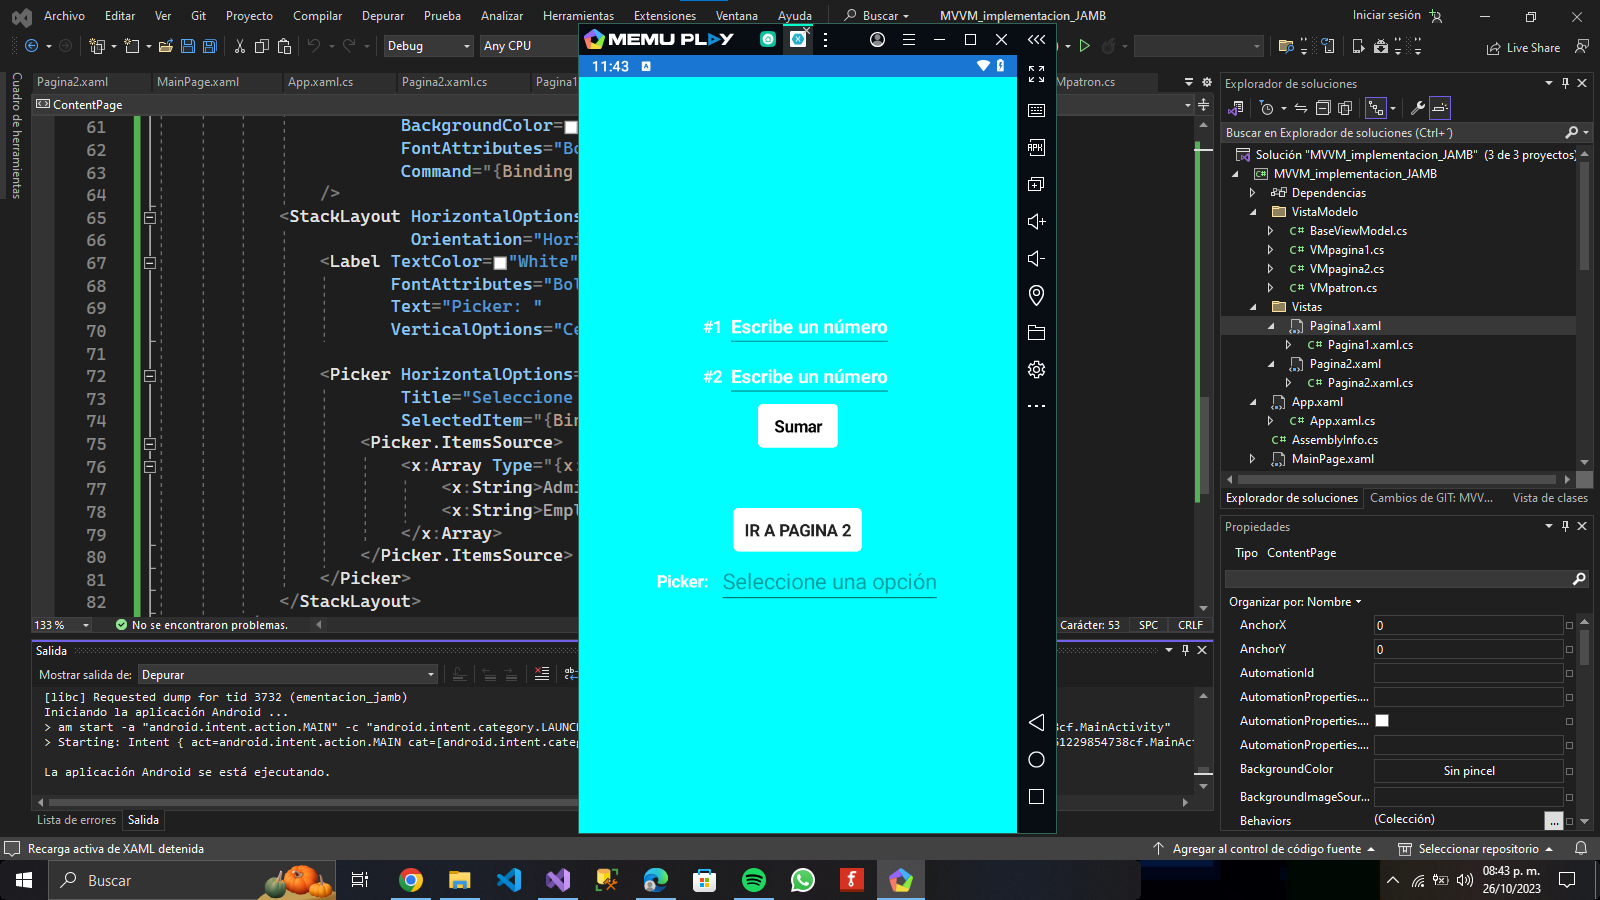 Archivo Editar Ver Git Proyecto Compilar Depurar Prueba Analizar Herramientas Extensiones Ventana Ayuda Buscar MVVM_implementacion_JAMB Iniciar sesión
Debug Any CPU Live Share
Cuadro de herramientas
Pagina2.xaml MainPage.xaml App.xaml.cs Pagina2.xaml.cs Pagina1 Mpatron.cs
ContentPage
61 BackgroundColor=
62 FontAttributes="Bo
63 Command="{Binding
64 />
65 <StackLayout HorizontalOptions
66 Orientation="Hori
67 <Label TextColor="White"
68 FontAttributes="Bol
69 Text="Picker: "
70 VerticalOptions="Ce
71
72 <Picker HorizontalOptions=
73 Title="Seleccione
74 SelectedItem="{Bin
75 <Picker.ItemsSource>
76 <x:Array Type="{x:
77 <x:String>Admi
78 <x:String>Empl
79 </x:Array>
80 </Picker.ItemsSource>
81 </Picker>
82 </StackLayout>
133 % No se encontraron problemas. Carácter: 53 SPC CRLF
MEMU PLAY
11:43
#1 Escribe un número
#2 Escribe un número
Sumar
IR A PAGINA 2
Picker: Seleccione una opción
APK
Salida
Mostrar salida de: Depurar
[libc] Requested dump for tid 3732 (ementacion_jamb)
Iniciando la aplicación Android ...
> am start -a "android.intent.action.MAIN" -c "android.intent.category.LAUNCH 8cf.MainActivity"
> Starting: Intent { act=android.intent.action.MAIN cat=[android.intent.categ 61229854738cf.MainAct
La aplicación Android se está ejecutando.
Lista de errores Salida
Explorador de soluciones
Buscar en Explorador de soluciones (Ctrl+´)
Solución "MVVM_implementacion_JAMB" (3 de 3 proyectos)
MVVM_implementacion_JAMB
Dependencias
VistaModelo
C# BaseViewModel.cs
C# VMpagina1.cs
C# VMpagina2.cs
C# VMpatron.cs
Vistas
Pagina1.xaml
C# Pagina1.xaml.cs
Pagina2.xaml
C# Pagina2.xaml.cs
App.xaml
C# App.xaml.cs
C# AssemblyInfo.cs
MainPage.xaml
Explorador de soluciones Cambios de GIT: MVV... Vista de clases
Propiedades
Tipo ContentPage
Organizar por: Nombre
AnchorX 0
AnchorY 0
AutomationId
AutomationProperties....
AutomationProperties....
AutomationProperties....
BackgroundColor Sin pincel
BackgroundImageSour...
Behaviors (Colección) ...
Recarga activa de XAML detenida Agregar al control de código fuente Seleccionar repositorio
Buscar
08:43 p. m.
26/10/2023